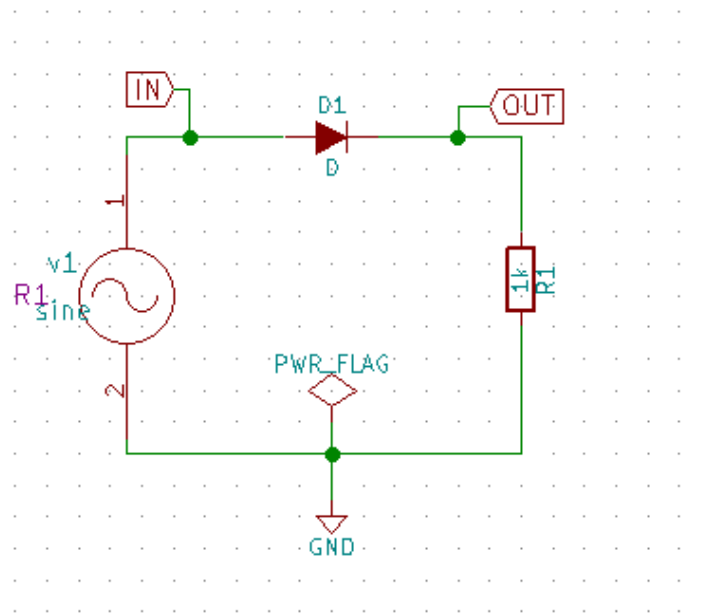 IN
OUT
D1
D
1
v1
R1
sine
1k
R1
2
PWR_FLAG
GND